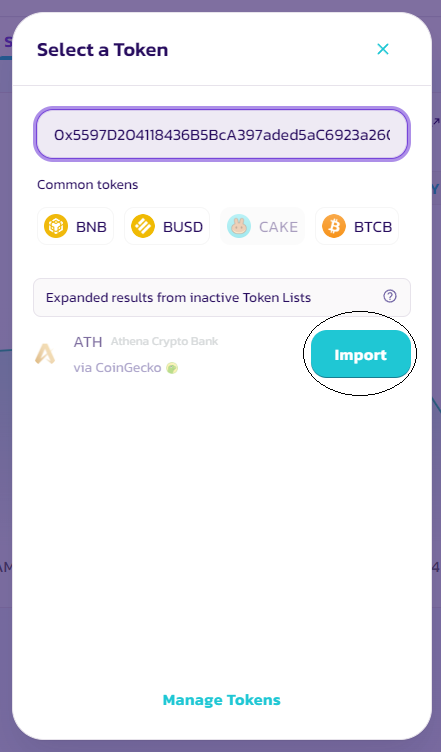 Select a Token
0x5597D204118436B5BcA397aded5aC6923a26
Common tokens
BNB BUSD CAKE BTCB
Expanded results from inactive Token Lists
ATH Athena Crypto Bank
via CoinGecko
Import
Manage Tokens